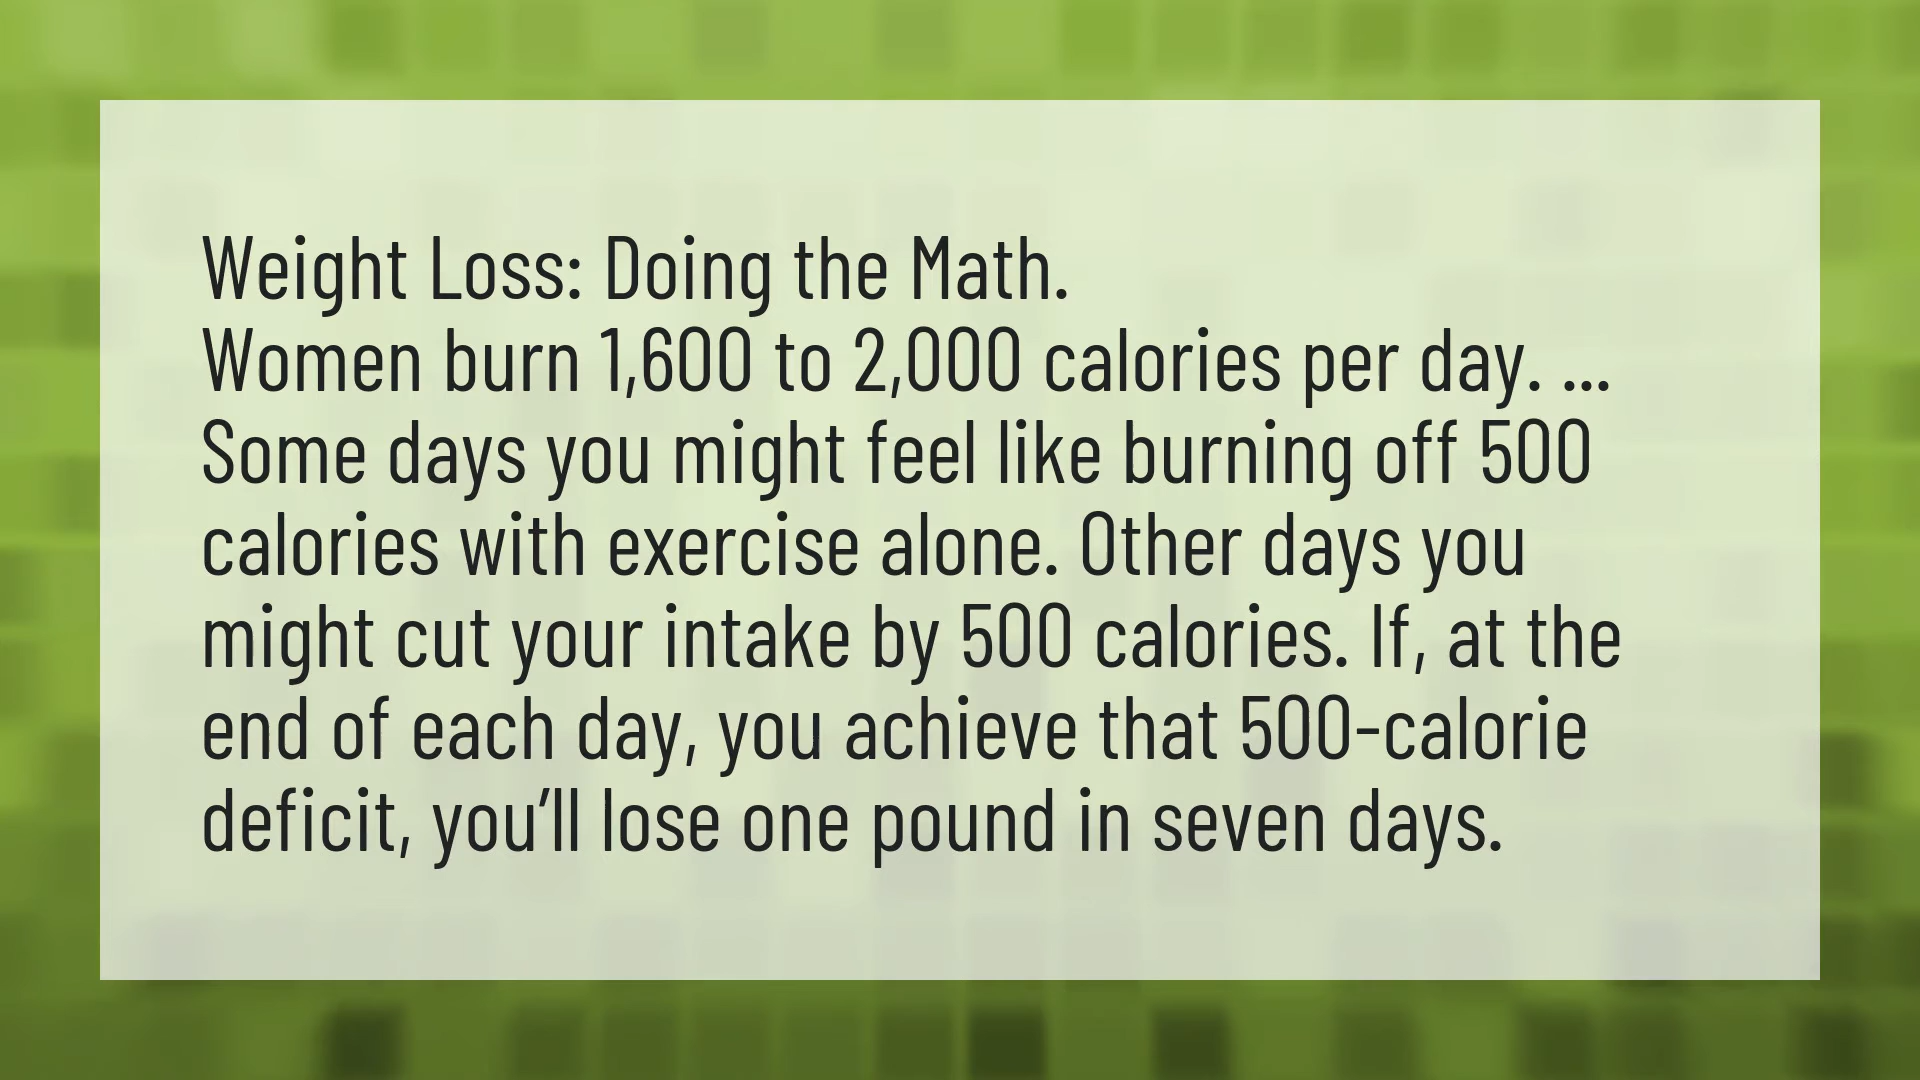 Weight Loss: Doing the Math.
Women burn 1,600 to 2,000 calories per day. ...
Some days you might feel like burning off 500
calories with exercise alone. Other days you
might cut your intake by 500 calories. If, at the
end of each day, you achieve that 500-calorie
deficit, you’ll lose one pound in seven days.